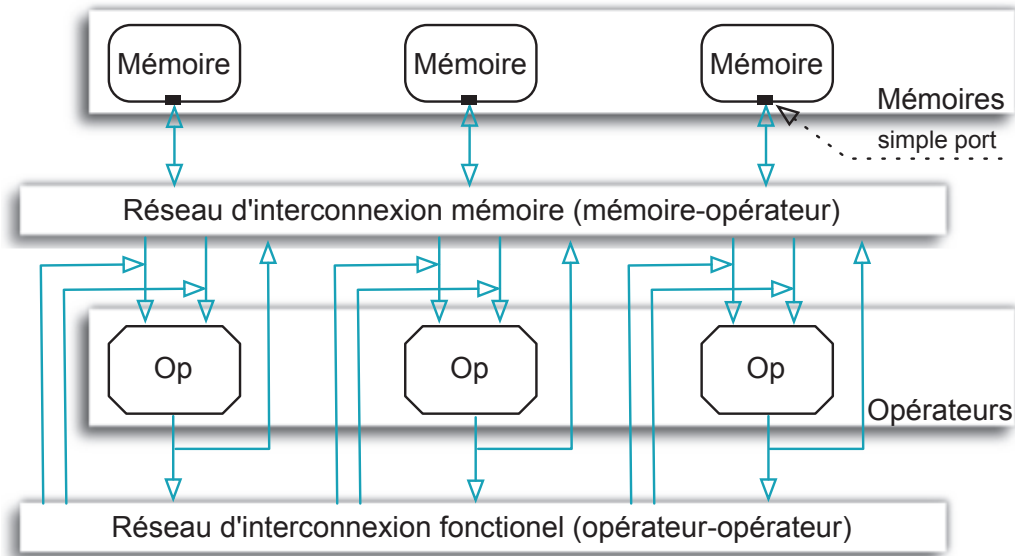 Mémoire
Mémoire
Mémoire
Mémoires
simple port
Réseau d'interconnexion mémoire (mémoire-opérateur)
Op
Op
Op
Opérateurs
Réseau d'interconnexion fonctionel (opérateur-opérateur)